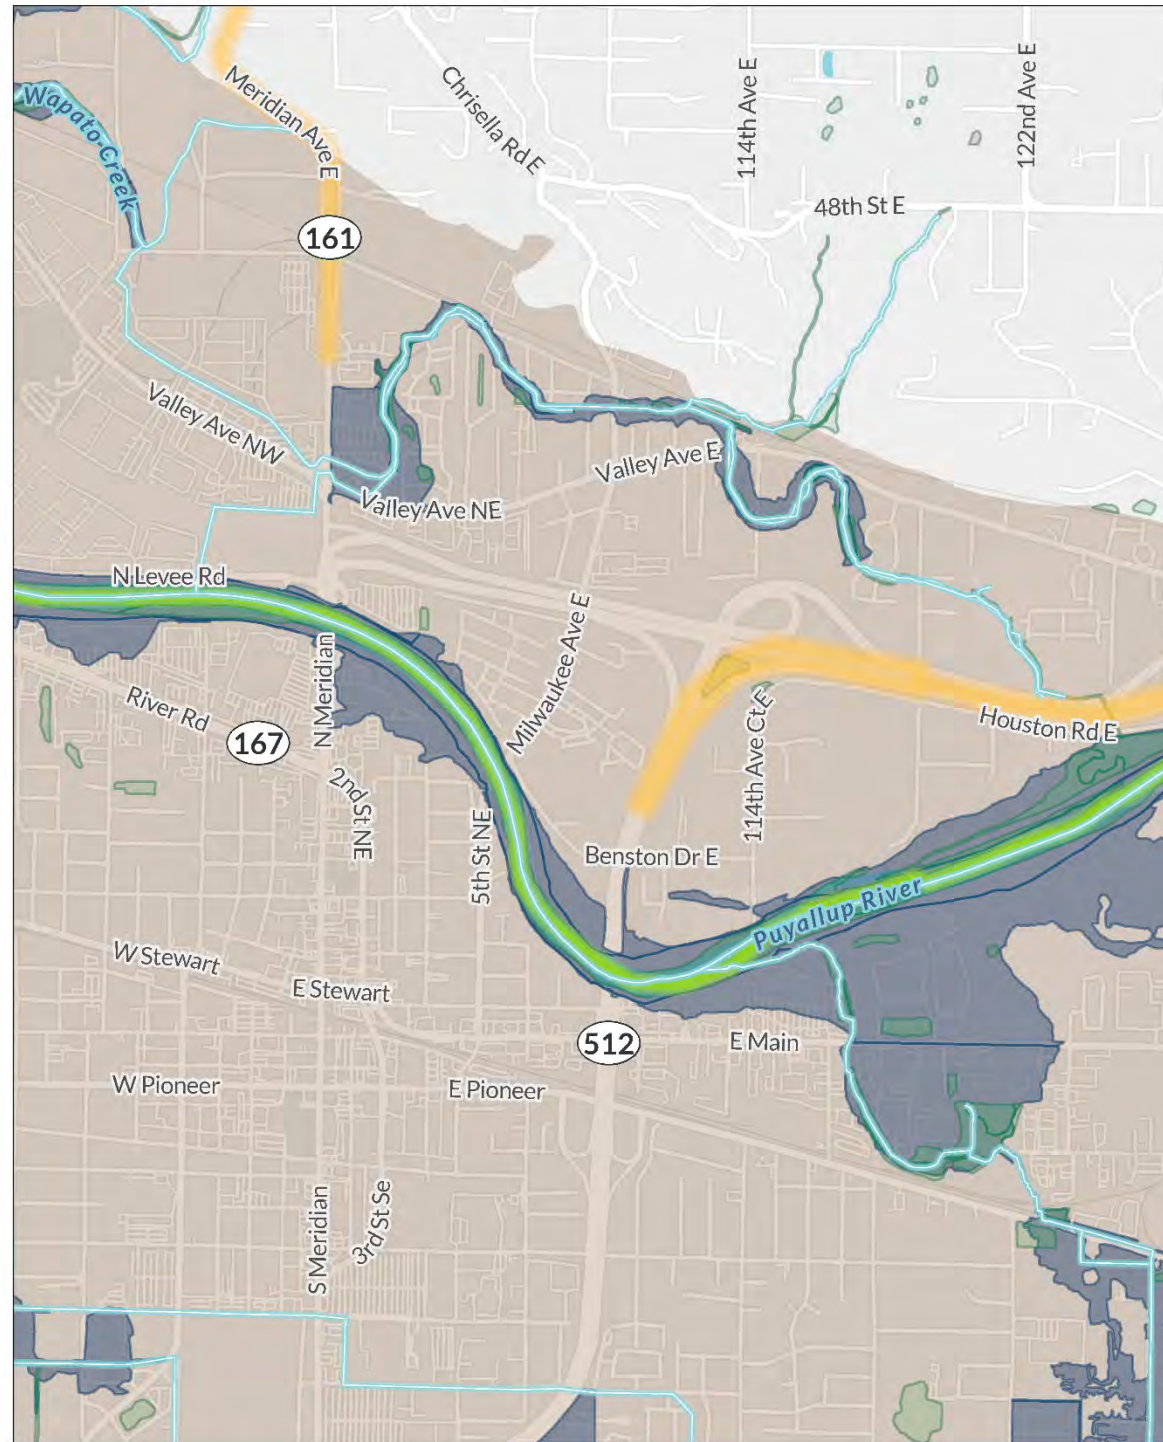 Wapato Creek
Meridian Ave E
Chrisella Rd E
114th Ave E
122nd Ave E
48th St E
161
Valley Ave NW
Valley Ave E
Valley Ave NE
N Levee Rd
Milwaukee Ave E
N Meridian
River Rd
167
114th Ave Ct E
Houston Rd E
2nd St NE
5th St NE
Benston Dr E
Puyallup River
W Stewart
E Stewart
512
E Main
W Pioneer
E Pioneer
S Meridian
3rd St Se